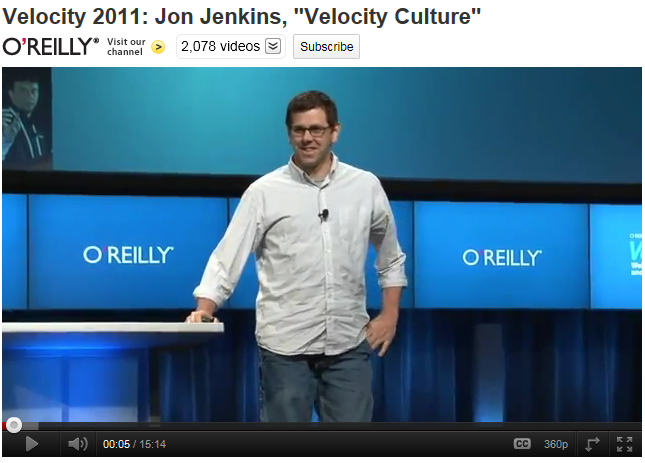 Velocity 2011: Jon Jenkins, "Velocity Culture"
O'REILLY® Visit our channel 2,078 videos Subscribe
O'REILLY
O'REILLY
00:05 / 15:14 CC 360p